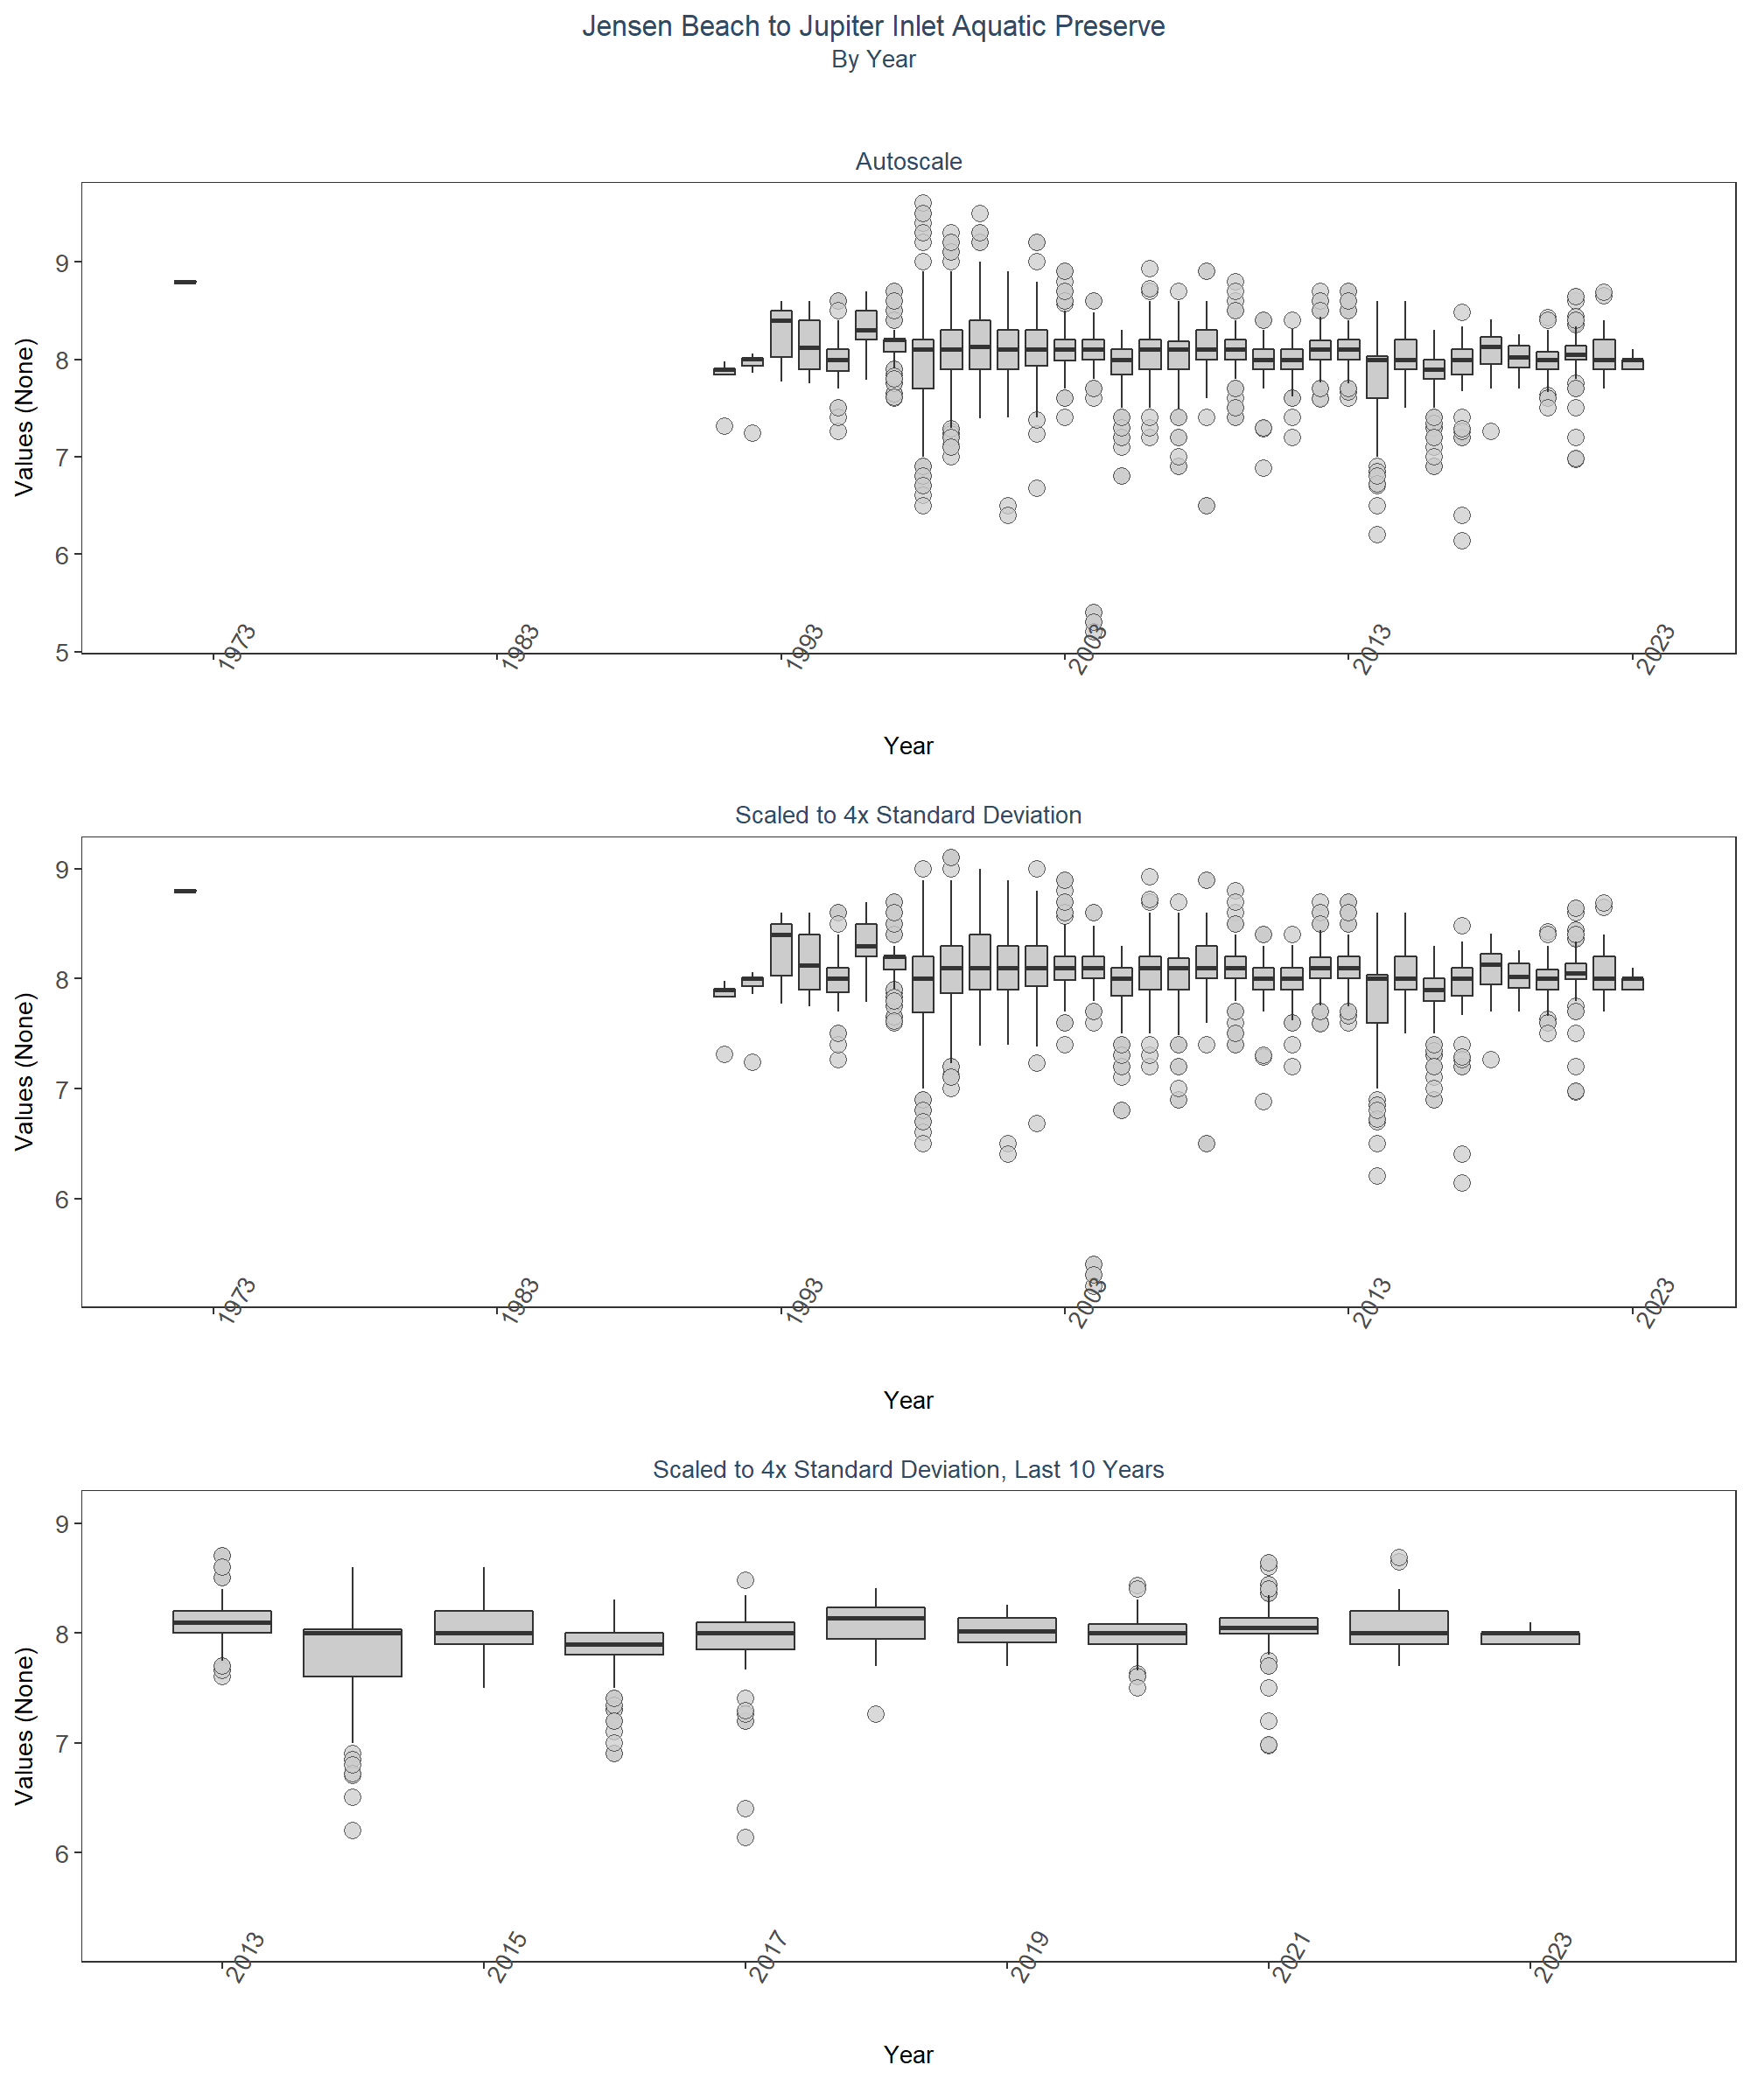 Jensen Beach to Jupiter Inlet Aquatic Preserve
By Year
Autoscale
Values (None)
9
8
7
6
5
1973
1983
1993
2003
2013
2023
Year
Scaled to 4x Standard Deviation
Values (None)
9
8
7
6
1973
1983
1993
2003
2013
2023
Year
Scaled to 4x Standard Deviation, Last 10 Years
Values (None)
9
8
7
6
2013
2015
2017
2019
2021
2023
Year